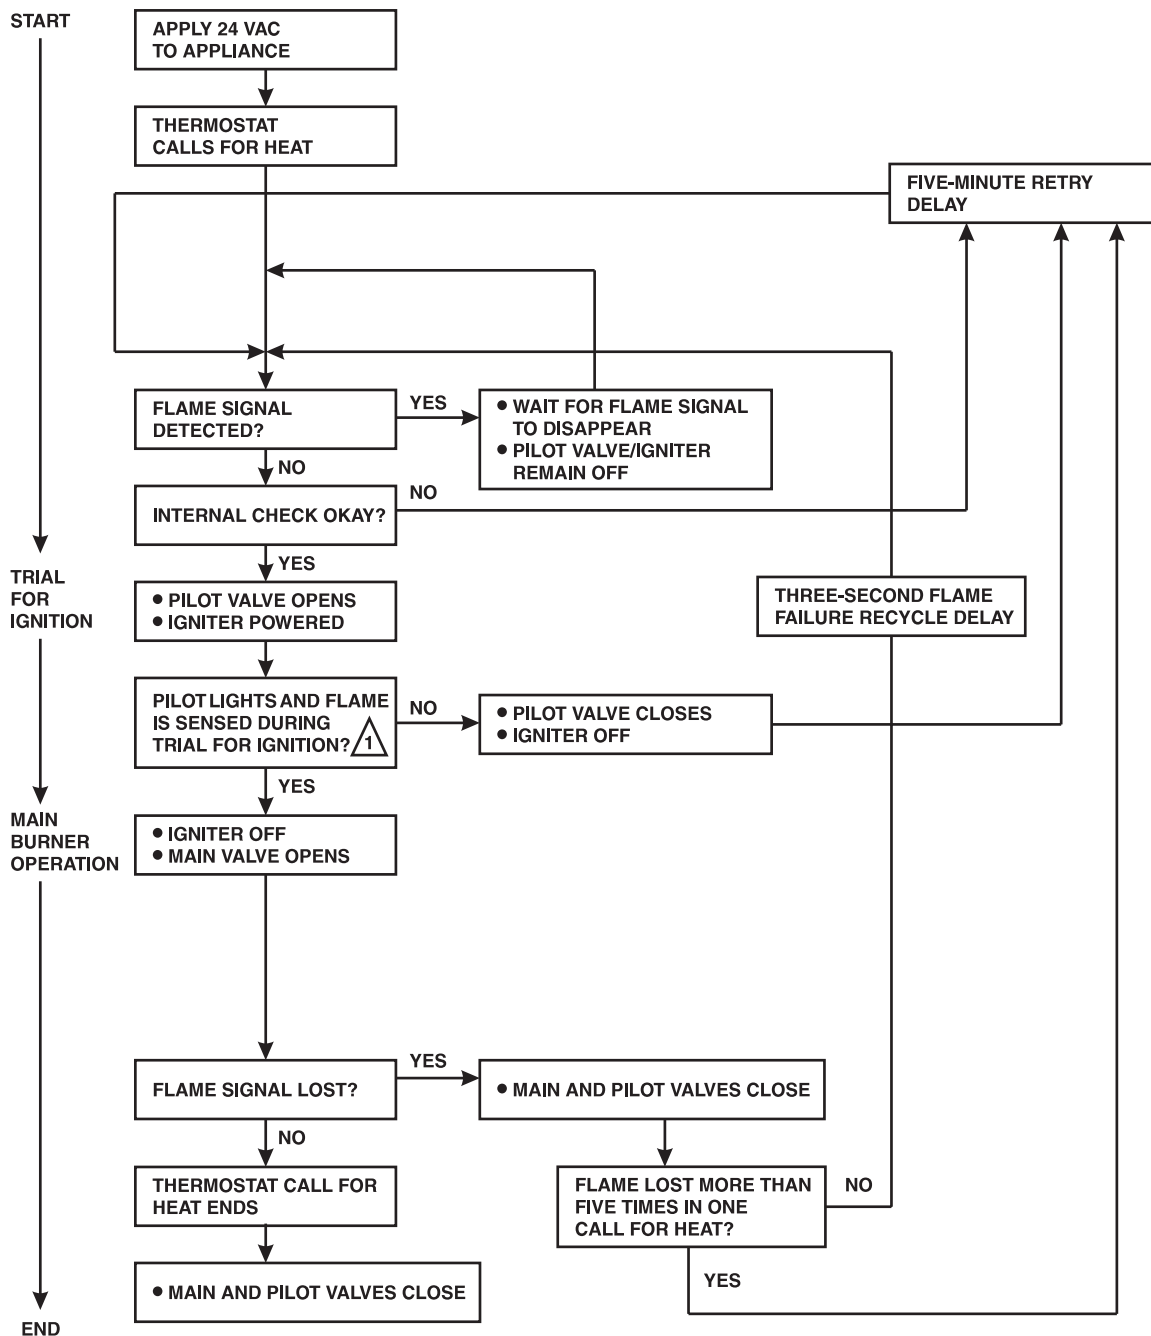 START
APPLY 24 VAC
TO APPLIANCE
THERMOSTAT
CALLS FOR HEAT
FIVE-MINUTE RETRY
DELAY
FLAME SIGNAL
DETECTED?
YES
• WAIT FOR FLAME SIGNAL
TO DISAPPEAR
• PILOT VALVE/IGNITER
REMAIN OFF
NO
INTERNAL CHECK OKAY?
NO
YES
TRIAL
FOR
IGNITION
• PILOT VALVE OPENS
• IGNITER POWERED
THREE-SECOND FLAME
FAILURE RECYCLE DELAY
PILOT LIGHTS AND FLAME
IS SENSED DURING
TRIAL FOR IGNITION? 1
NO
• PILOT VALVE CLOSES
• IGNITER OFF
YES
MAIN
BURNER
OPERATION
• IGNITER OFF
• MAIN VALVE OPENS
FLAME SIGNAL LOST?
YES
• MAIN AND PILOT VALVES CLOSE
NO
THERMOSTAT CALL FOR
HEAT ENDS
FLAME LOST MORE THAN
FIVE TIMES IN ONE
CALL FOR HEAT?
NO
YES
• MAIN AND PILOT VALVES CLOSE
END